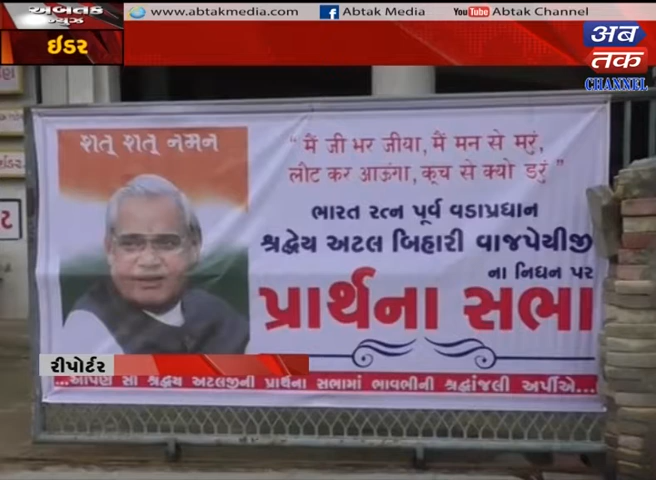 અબતક
ન્યૂઝ
www.abtakmedia.com
Abtak Media
YouTube Abtak Channel
ઇડર
अब
तक
CHANNEL
શત્ શત્ નમન
" मैं जी भर जीया, मैं मन से मरुं,
लौट कर आऊंगा, कूच से क्यो डरुं "
ભારત રત્ન પૂર્વ વડાપ્રધાન
શ્રદ્ધેય અટલ બિહારી વાજપેયીજી
ના નિધન પર
પ્રાર્થના સભા
રીપોર્ટર
...આપણે સૌ શ્રદ્ધેય અટલજીની પ્રાર્થના સભામાં ભાવભીની શ્રદ્ધાંજલી અર્પીએ...